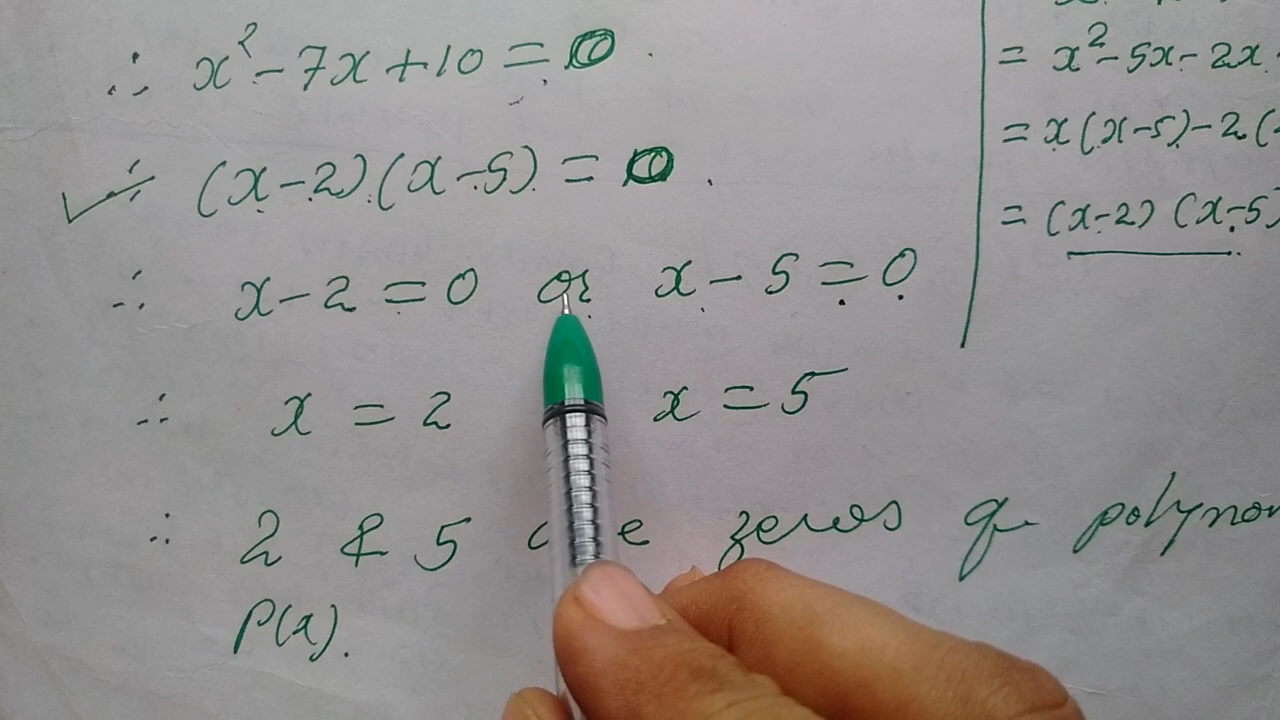 ∴ x² - 7x + 10 = 0.
∴ (x-2)(x-5) = 0.
∴ x - 2 = 0 or x - 5 = 0
∴ x = 2 x = 5
∴ 2 & 5 zeros of
P(x).
= x² - 5x - 2x
= x(x-5) - 2(
= (x-2) (x-5)